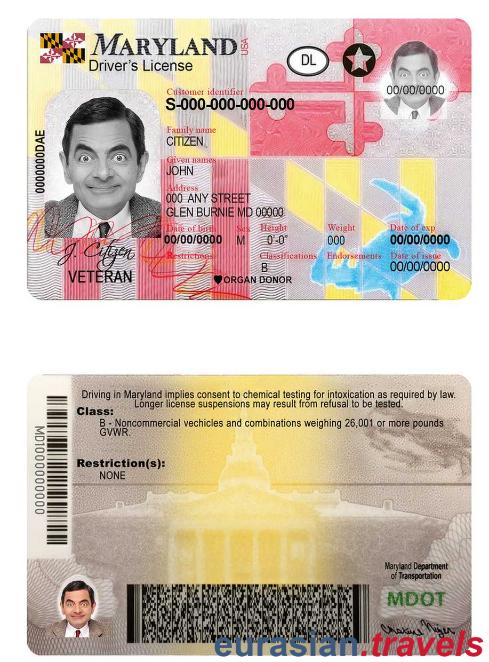 MARYLAND USA
Driver's License
DL
Customer identifier
S-000-000-000-000
00/00/0000
Family name
CITIZEN,
Given names
JOHN
Address
000 ANY STREET
GLEN BURNIE MD 00000
Date of birth Sex Height Weight Date of exp
00/00/0000 M 0'-0" 000 00/00/0000
Restrictions Classifications Endorsements Date of issue
B 00/00/0000
ORGAN DONOR
0000000DAE
J. Citizen
VETERAN
Driving in Maryland implies consent to chemical testing for intoxication as required by law.
Longer license suspensions may result from refusal to be tested.
Class:
B - Noncommercial vechicles and combinations weighing 26,001 or more pounds
GVWR.
Restriction(s):
NONE
Maryland Department
of Transportation
MDOT
eurasian.travels